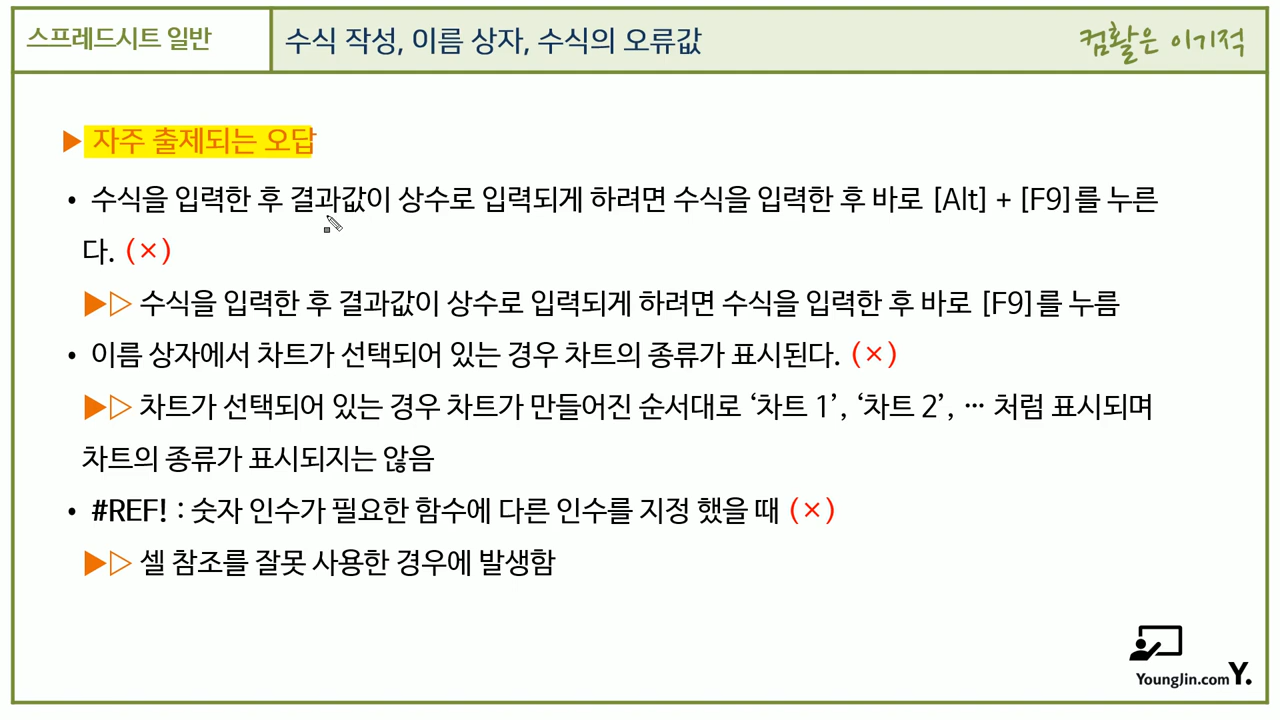 스프레드시트 일반
수식 작성, 이름 상자, 수식의 오류값
컴활은 이기적
▶ 자주 출제되는 오답
• 수식을 입력한 후 결과값이 상수로 입력되게 하려면 수식을 입력한 후 바로 [Alt] + [F9]를 누른
다. (×)
▶▷ 수식을 입력한 후 결과값이 상수로 입력되게 하려면 수식을 입력한 후 바로 [F9]를 누름
• 이름 상자에서 차트가 선택되어 있는 경우 차트의 종류가 표시된다. (×)
▶▷ 차트가 선택되어 있는 경우 차트가 만들어진 순서대로 ‘차트 1’, ‘차트 2’, … 처럼 표시되며
차트의 종류가 표시되지는 않음
• #REF! : 숫자 인수가 필요한 함수에 다른 인수를 지정 했을 때 (×)
▶▷ 셀 참조를 잘못 사용한 경우에 발생함
YoungJin.com Y.